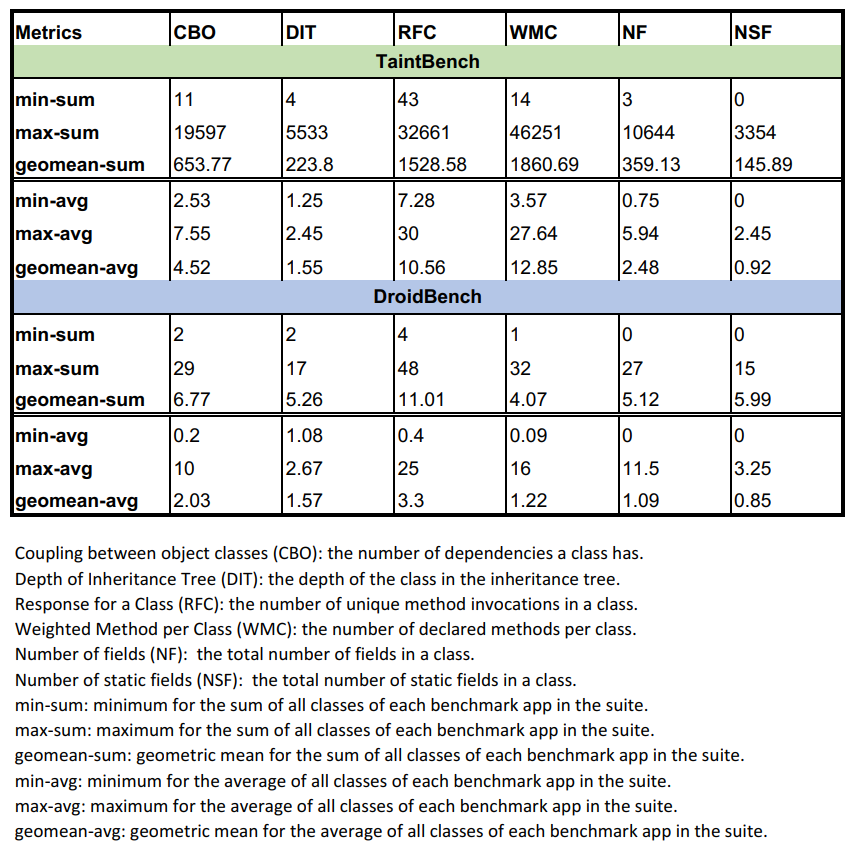 Metrics CBO DIT RFC WMC NF NSF
TaintBench
min-sum 11 4 43 14 3 0
max-sum 19597 5533 32661 46251 10644 3354
geomean-sum 653.77 223.8 1528.58 1860.69 359.13 145.89
min-avg 2.53 1.25 7.28 3.57 0.75 0
max-avg 7.55 2.45 30 27.64 5.94 2.45
geomean-avg 4.52 1.55 10.56 12.85 2.48 0.92
DroidBench
min-sum 2 2 4 1 0 0
max-sum 29 17 48 32 27 15
geomean-sum 6.77 5.26 11.01 4.07 5.12 5.99
min-avg 0.2 1.08 0.4 0.09 0 0
max-avg 10 2.67 25 16 11.5 3.25
geomean-avg 2.03 1.57 3.3 1.22 1.09 0.85
Coupling between object classes (CBO): the number of dependencies a class has.
Depth of Inheritance Tree (DIT): the depth of the class in the inheritance tree.
Response for a Class (RFC): the number of unique method invocations in a class.
Weighted Method per Class (WMC): the number of declared methods per class.
Number of fields (NF):  the total number of fields in a class.
Number of static fields (NSF):  the total number of static fields in a class.
min-sum: minimum for the sum of all classes of each benchmark app in the suite.
max-sum: maximum for the sum of all classes of each benchmark app in the suite.
geomean-sum: geometric mean for the sum of all classes of each benchmark app in the suite.
min-avg: minimum for the average of all classes of each benchmark app in the suite.
max-avg: maximum for the average of all classes of each benchmark app in the suite.
geomean-avg: geometric mean for the average of all classes of each benchmark app in the suite.